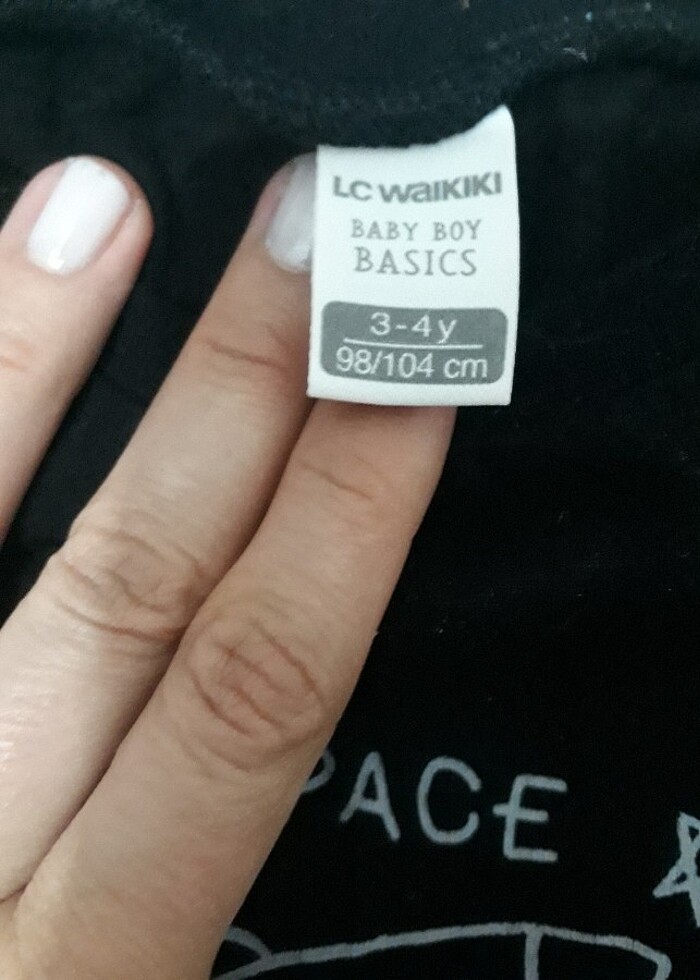 LC WAIKIKI
BABY BOY
BASICS
3-4y
98/104 cm
PACE